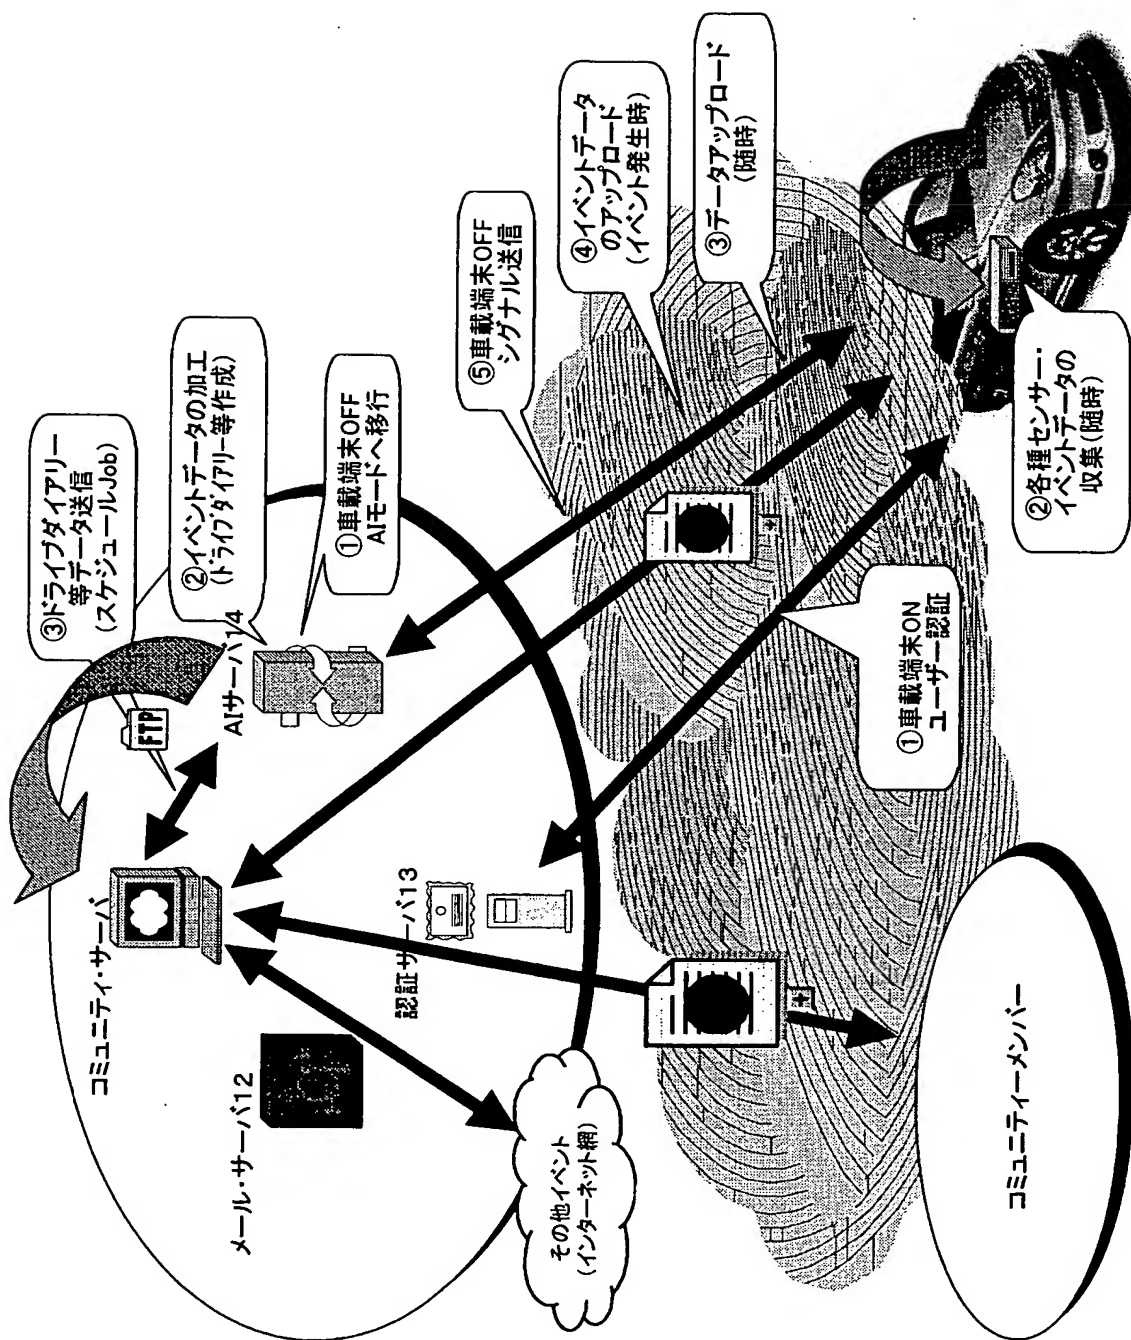 コミュニティ・サーバ
メール・サーバ12
その他イベント
(インターネット網)
認証サーバ13
AIサーバ14
FTP
③ドライブダイアリー
等データ送信
(スケジュールJob)
②イベントデータの加工
(ドライブダイアリー等作成)
①車載端末OFF
AIモードへ移行
⑤車載端末OFF
シグナル送信
④イベントデータ
のアップロード
(イベント発生時)
③データアップロード
(随時)
①車載端末ON
ユーザー認証
②各種センサー・
イベントデータの
収集(随時)
コミュニティーメンバー